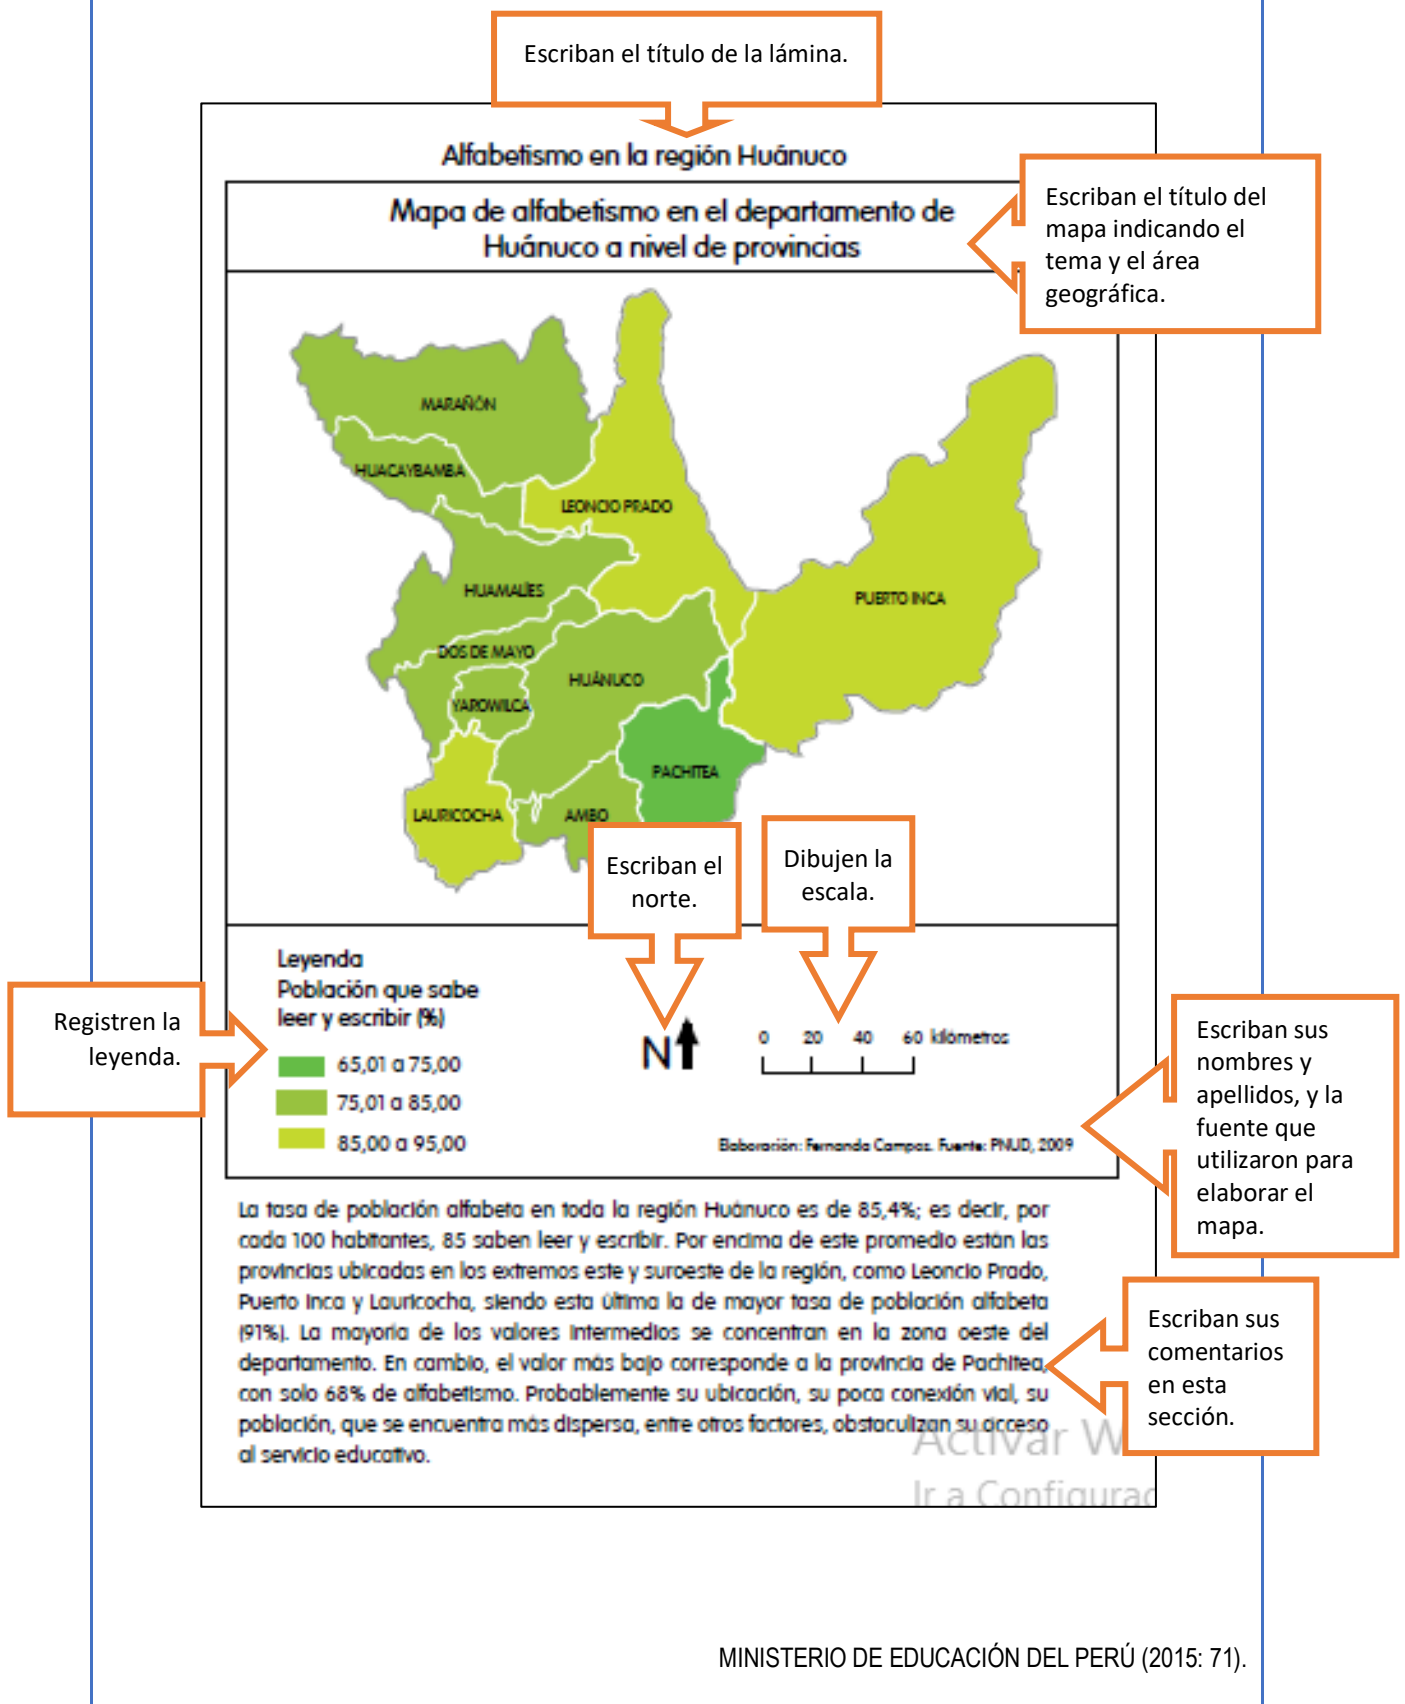 Escriban el título de la lámina.
Alfabetismo en la región Huánuco
Mapa de alfabetismo en el departamento de
Huánuco a nivel de provincias
Escriban el título del
mapa indicando el
tema y el área
geográfica.
MARAÑÓN
HUACAYBAMBA
LEONCIO PRADO
HUAMALÍES
PUERTO INCA
DOS DE MAYO
HUÁNUCO
YAROWILCA
PACHITEA
LAURICOCHA
AMBO
Escriban el
norte.
Dibujen la
escala.
Leyenda
Población que sabe
leer y escribir (%)
65,01 a 75,00
75,01 a 85,00
85,00 a 95,00
Registren la
leyenda.
N
0 20 40 60 kilómetros
Elaboración: Fernanda Campos. Fuente: PNUD, 2009
Escriban sus
nombres y
apellidos, y la
fuente que
utilizaron para
elaborar el
mapa.
La tasa de población alfabeta en toda la región Huánuco es de 85,4%; es decir, por
cada 100 habitantes, 85 saben leer y escribir. Por encima de este promedio están las
provincias ubicadas en los extremos este y suroeste de la región, como Leoncio Prado,
Puerto Inca y Lauricocha, siendo esta última la de mayor tasa de población alfabeta
(91%). La mayoría de los valores intermedios se concentran en la zona oeste del
departamento. En cambio, el valor más bajo corresponde a la provincia de Pachitea,
con solo 68% de alfabetismo. Probablemente su ubicación, su poca conexión vial, su
población, que se encuentra más dispersa, entre otros factores, obstaculizan su acceso
al servicio educativo.
Escriban sus
comentarios
en esta
sección.
Activar W
Ir a Configurac
MINISTERIO DE EDUCACIÓN DEL PERÚ (2015: 71).